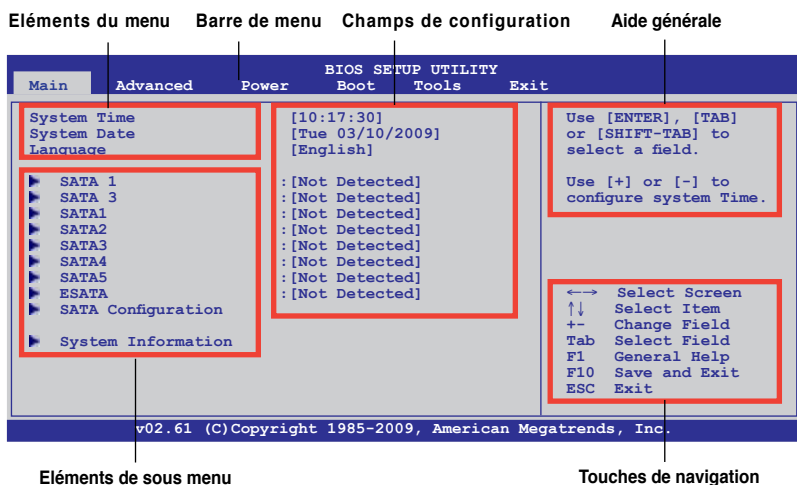 Eléments du menu Barre de menu Champs de configuration Aide générale
BIOS SETUP UTILITY
Main Advanced Power Boot Tools Exit
System Time [10:17:30]
System Date [Tue 03/10/2009]
Language [English]
SATA 1 :[Not Detected]
SATA 3 :[Not Detected]
SATA1 :[Not Detected]
SATA2 :[Not Detected]
SATA3 :[Not Detected]
SATA4 :[Not Detected]
SATA5 :[Not Detected]
ESATA :[Not Detected]
SATA Configuration
System Information
Use [ENTER], [TAB]
or [SHIFT-TAB] to
select a field.
Use [+] or [-] to
configure system Time.
←→ Select Screen
↑↓ Select Item
+- Change Field
Tab Select Field
F1 General Help
F10 Save and Exit
ESC Exit
v02.61 (C)Copyright 1985-2009, American Megatrends, Inc.
Eléments de sous menu Touches de navigation